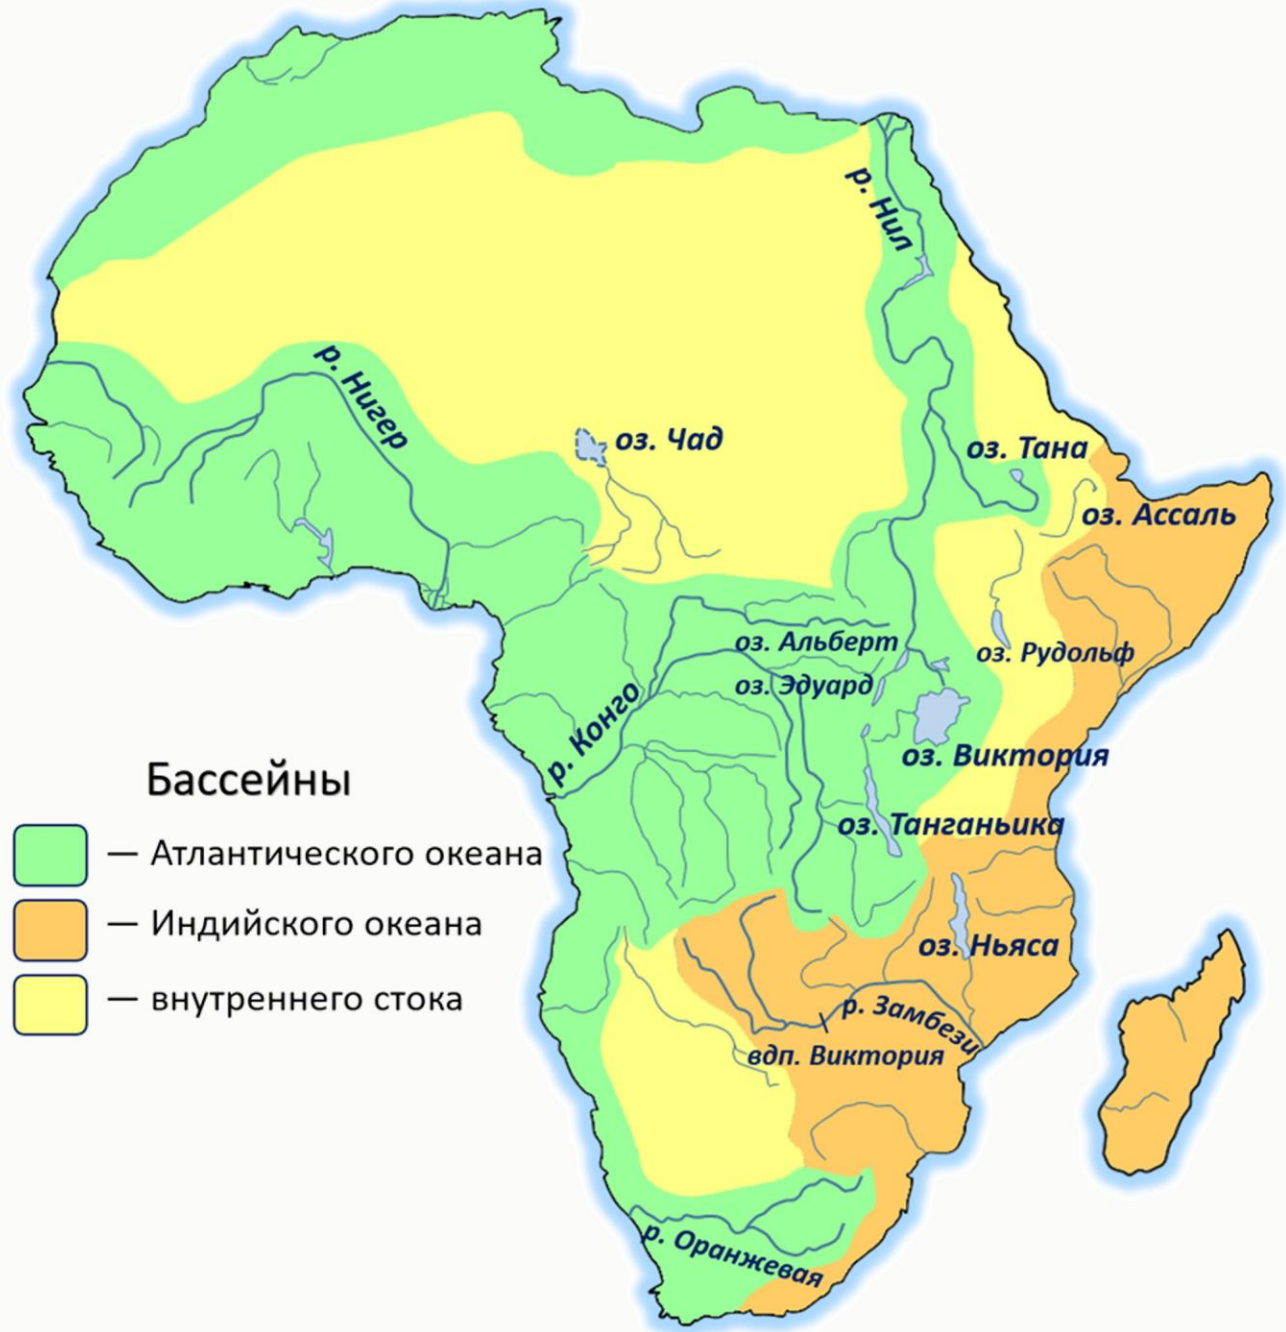 р. Нил
р. Нигер
оз. Чад
оз. Тана
оз. Ассаль
оз. Альберт
оз. Рудольф
оз. Эдуард
р. Конго
оз. Виктория
Бассейны
оз. Танганьика
— Атлантического океана
— Индийского океана
оз. Ньяса
— внутреннего стока
р. Замбези
вдп. Виктория
р. Оранжевая